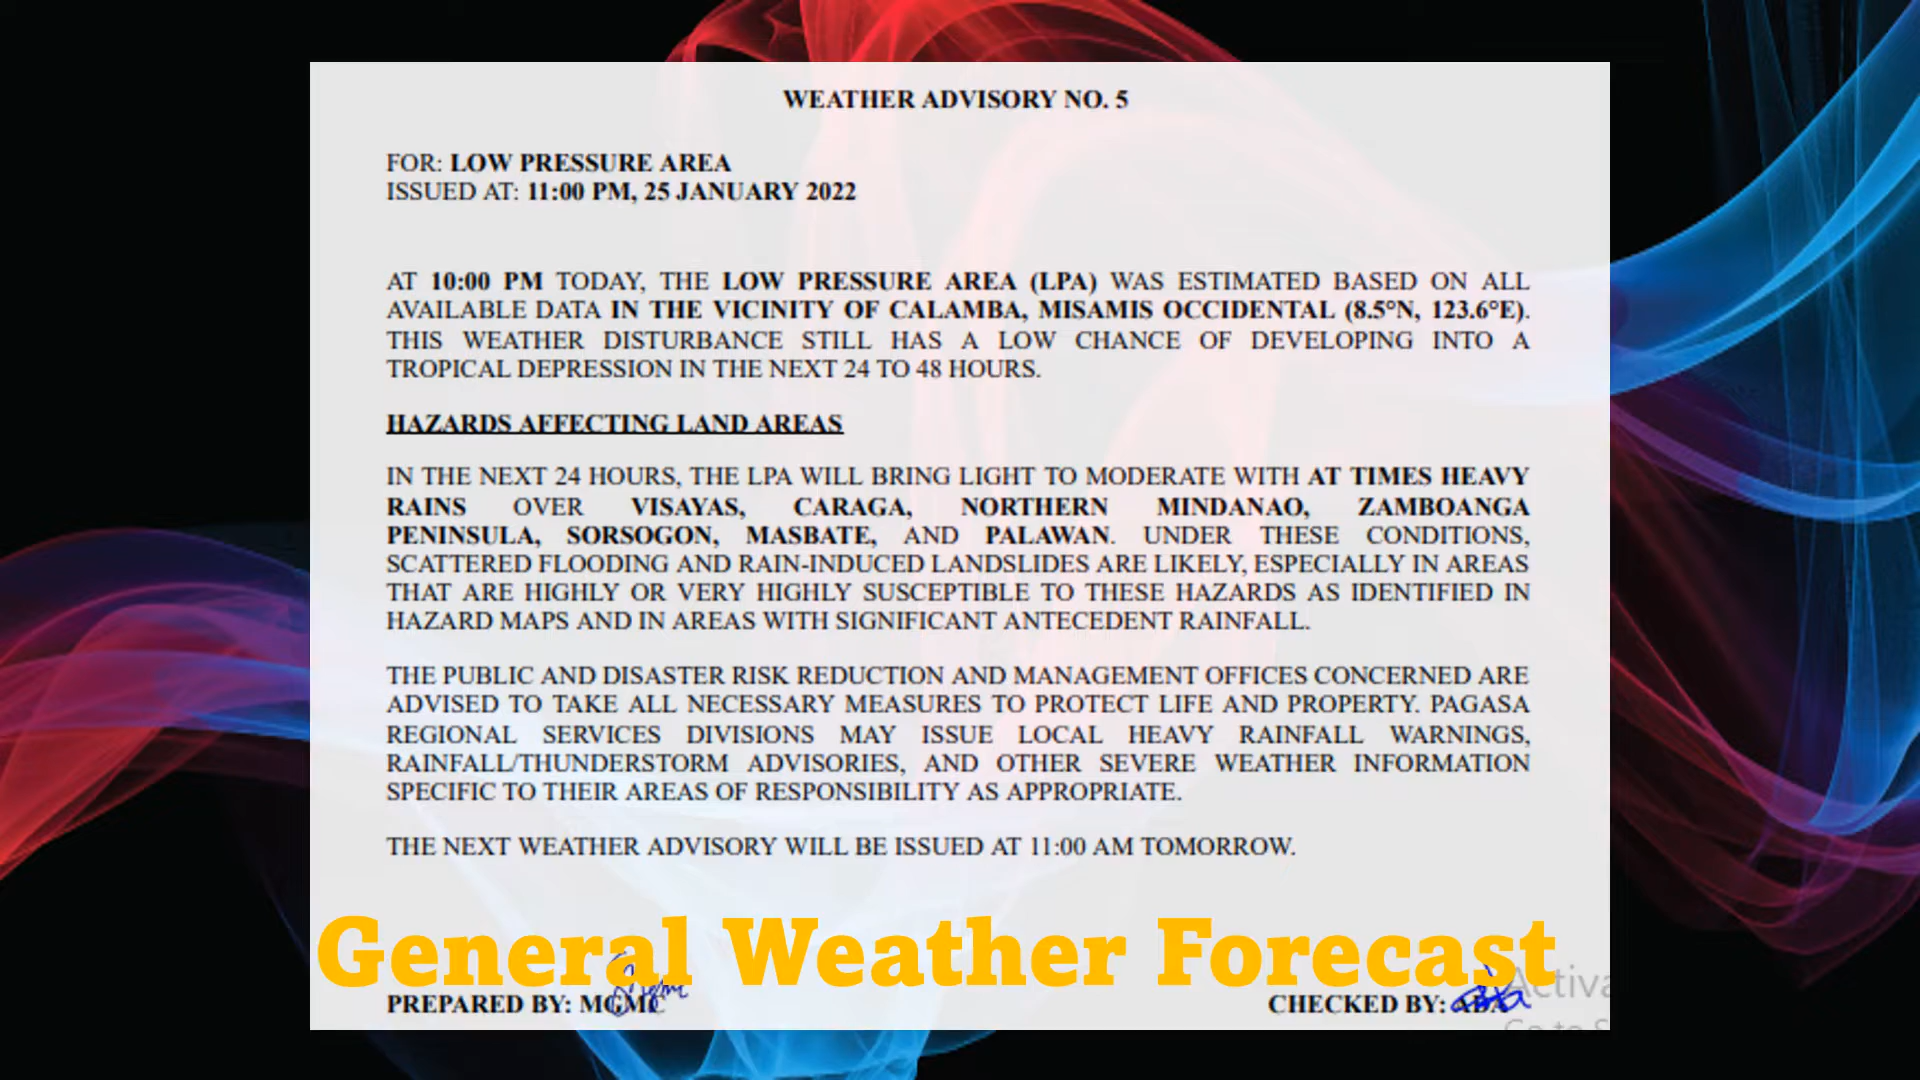 WEATHER ADVISORY NO. 5
FOR: LOW PRESSURE AREA
ISSUED AT: 11:00 PM, 25 JANUARY 2022
AT 10:00 PM TODAY, THE LOW PRESSURE AREA (LPA) WAS ESTIMATED BASED ON ALL
AVAILABLE DATA IN THE VICINITY OF CALAMBA, MISAMIS OCCIDENTAL (8.5°N, 123.6°E).
THIS WEATHER DISTURBANCE STILL HAS A LOW CHANCE OF DEVELOPING INTO A
TROPICAL DEPRESSION IN THE NEXT 24 TO 48 HOURS.
HAZARDS AFFECTING LAND AREAS
IN THE NEXT 24 HOURS, THE LPA WILL BRING LIGHT TO MODERATE WITH AT TIMES HEAVY
RAINS OVER VISAYAS, CARAGA, NORTHERN MINDANAO, ZAMBOANGA
PENINSULA, SORSOGON, MASBATE, AND PALAWAN. UNDER THESE CONDITIONS,
SCATTERED FLOODING AND RAIN-INDUCED LANDSLIDES ARE LIKELY, ESPECIALLY IN AREAS
THAT ARE HIGHLY OR VERY HIGHLY SUSCEPTIBLE TO THESE HAZARDS AS IDENTIFIED IN
HAZARD MAPS AND IN AREAS WITH SIGNIFICANT ANTECEDENT RAINFALL.
THE PUBLIC AND DISASTER RISK REDUCTION AND MANAGEMENT OFFICES CONCERNED ARE
ADVISED TO TAKE ALL NECESSARY MEASURES TO PROTECT LIFE AND PROPERTY. PAGASA
REGIONAL SERVICES DIVISIONS MAY ISSUE LOCAL HEAVY RAINFALL WARNINGS,
RAINFALL/THUNDERSTORM ADVISORIES, AND OTHER SEVERE WEATHER INFORMATION
SPECIFIC TO THEIR AREAS OF RESPONSIBILITY AS APPROPRIATE.
THE NEXT WEATHER ADVISORY WILL BE ISSUED AT 11:00 AM TOMORROW.
General Weather Forecast
Activa
PREPARED BY: MGMC CHECKED BY: